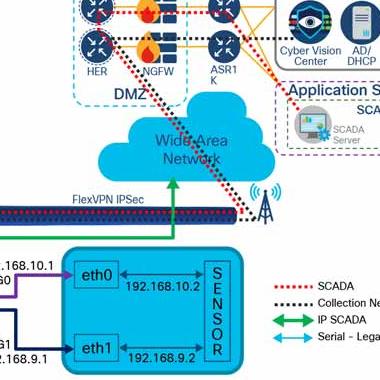 HER
NGFW
ASR1
K
Cyber Vision
Center
AD/
DHCP
DMZ
Application S
SCA
SCADA
Server
Wide Area
Network
FlexVPN IPSec
.168.10.1
G0
eth0
192.168.10.2
SENSOR
G1
2.168.9.1
eth1
192.168.9.2
SCADA
Collection Ne
IP SCADA
Serial - Lega